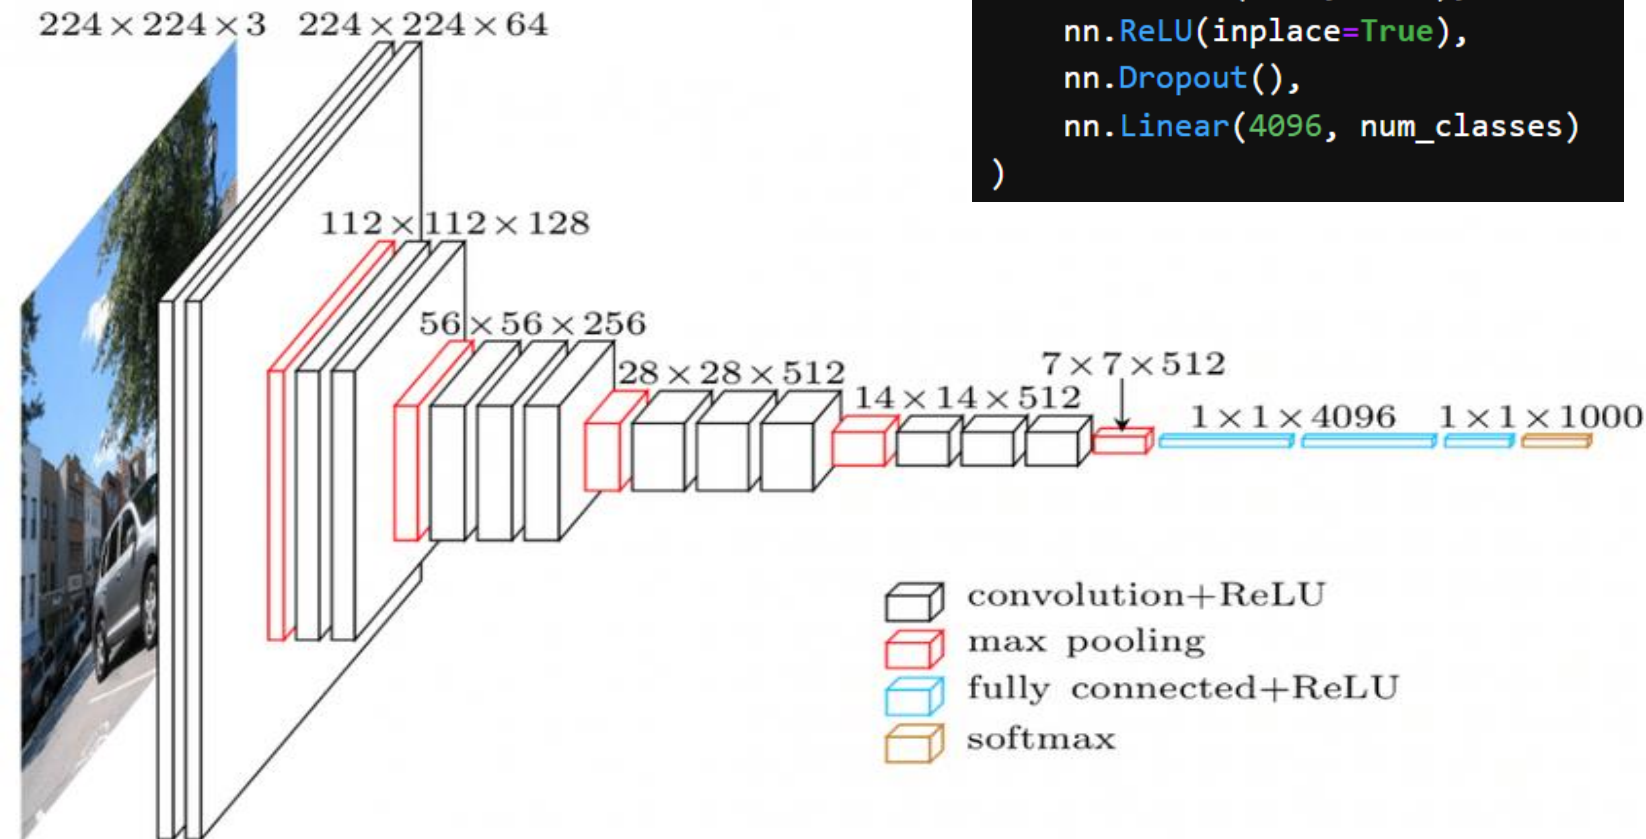 224 × 224 × 3 224 × 224 × 64
nn.ReLU(inplace=True),
nn.Dropout(),
nn.Linear(4096, num_classes)
)
112 × 112 × 128
56 × 56 × 256
28 × 28 × 512
14 × 14 × 512
7 × 7 × 512
1 × 1 × 4096 1 × 1 × 1000
convolution+ReLU
max pooling
fully connected+ReLU
softmax